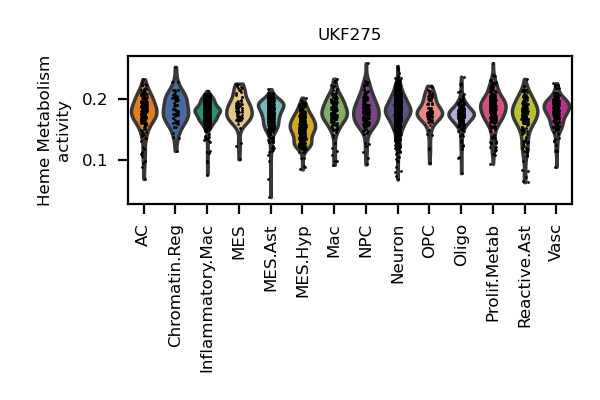 UKF275
Heme Metabolism
activity
0.2
0.1
AC
Chromatin.Reg
Inflammatory.Mac
MES
MES.Ast
MES.Hyp
Mac
NPC
Neuron
OPC
Oligo
Prolif.Metab
Reactive.Ast
Vasc